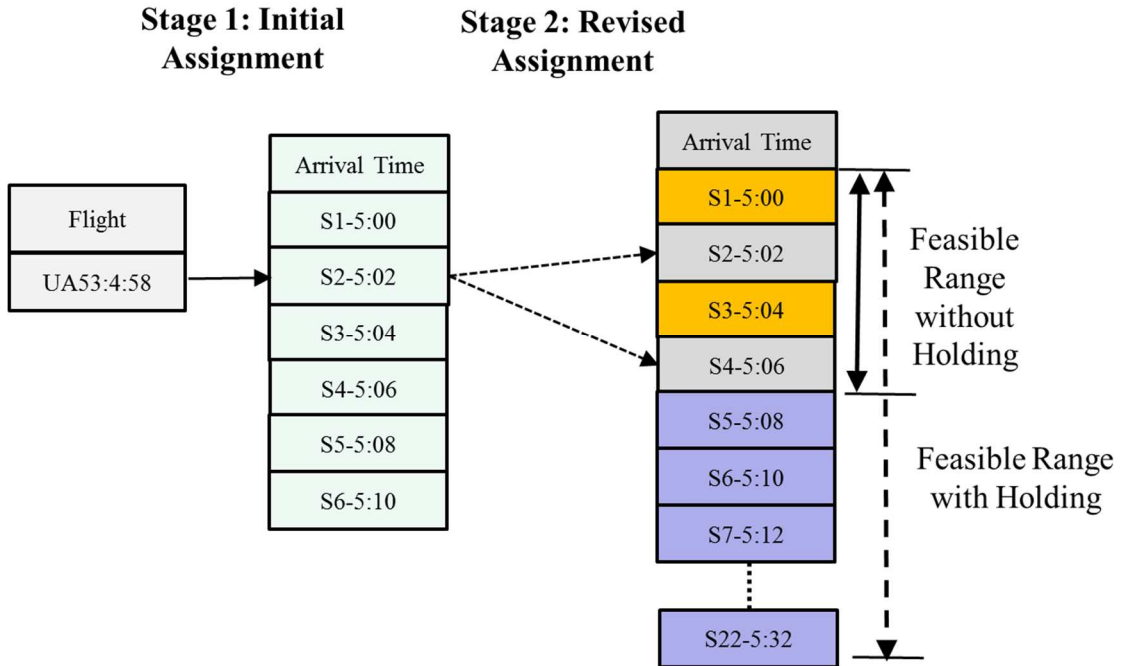 Stage 1: Initial
Assignment
Stage 2: Revised
Assignment
Flight
UA53:4:58
Arrival Time
S1-5:00
S2-5:02
S3-5:04
S4-5:06
S5-5:08
S6-5:10
Arrival Time
S1-5:00
S2-5:02
S3-5:04
S4-5:06
S5-5:08
S6-5:10
S7-5:12
S22-5:32
Feasible
Range
without
Holding
Feasible Range
with Holding